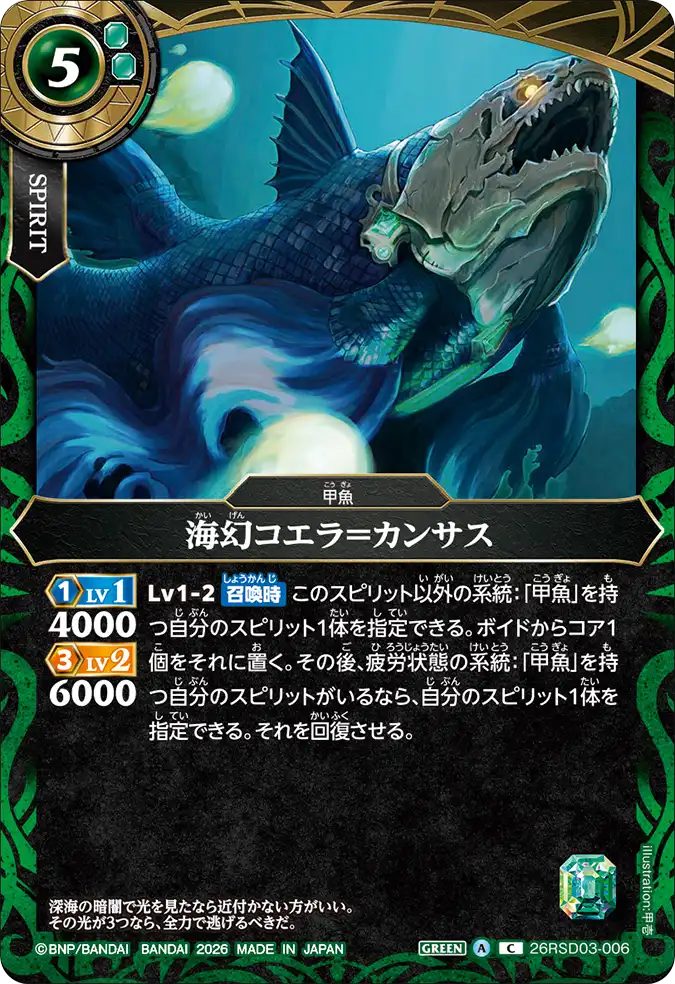 5
SPIRIT
こうぎょ
甲魚
かいげん
海幻コエラ=カンサス
1 LV1
4000
3 LV2
6000
Lv1-2 召喚時 このスピリット以外の系統:「甲魚」を持
つ自分のスピリット1体を指定できる。ボイドからコア1
個をそれに置く。その後、疲労状態の系統:「甲魚」を持
つ自分のスピリットがいるなら、自分のスピリット1体を
指定できる。それを回復させる。
深海の暗闇で光を見たなら近付かない方がいい。
その光が3つなら、全力で逃げるべきだ。
illustration:甲壱
©BNP/BANDAI BANDAI 2026 MADE IN JAPAN
GREEN A C 26RSD03-006